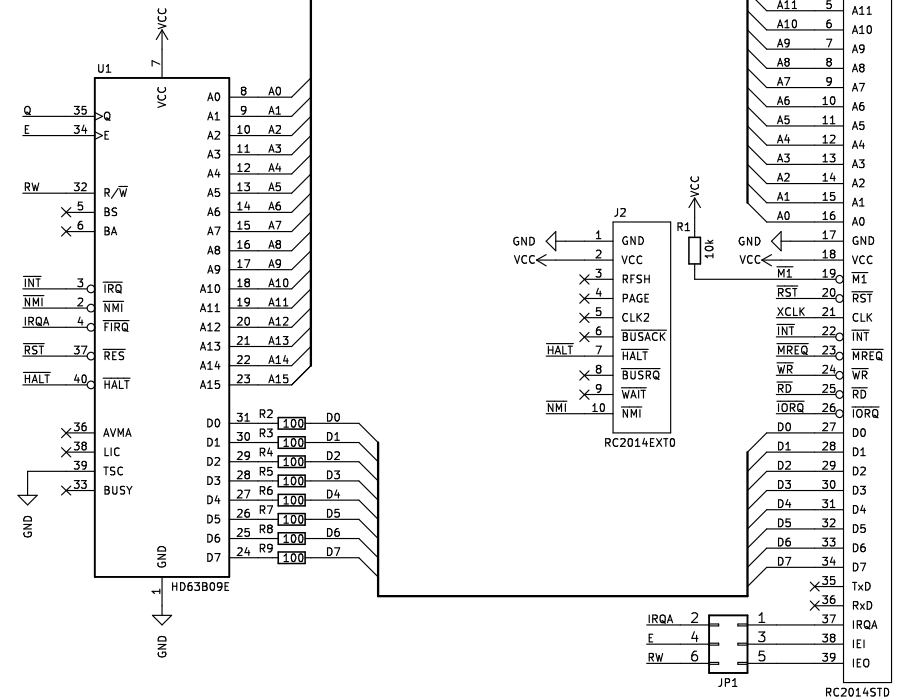 VCC
7
U1
VCC
Q 35 Q
E 34 E
RW 32 R/W
5 BS
6 BA
INT 3 IRQ
NMI 2 NMI
IRQA 4 FIRQ
RST 37 RES
HALT 40 HALT
36 AVMA
38 LIC
39 TSC
33 BUSY
GND
GND
1
GND
HD63B09E
A0 8 A0
A1 9 A1
A2 10 A2
A3 11 A3
A4 12 A4
A5 13 A5
A6 14 A6
A7 15 A7
A8 16 A8
A9 17 A9
A10 18 A10
A11 19 A11
A12 20 A12
A13 21 A13
A14 22 A14
A15 23 A15
D0 31 R2 100 D0
D1 30 R3 100 D1
D2 29 R4 100 D2
D3 28 R5 100 D3
D4 27 R6 100 D4
D5 26 R7 100 D5
D6 25 R8 100 D6
D7 24 R9 100 D7
J2
GND 1 GND
VCC 2 VCC
3 RFSH
4 PAGE
5 CLK2
6 BUSACK
HALT 7 HALT
8 BUSRQ
9 WAIT
NMI 10 NMI
RC2014EXT0
VCC
R1
10k
A11 5 A11
A10 6 A10
A9 7 A9
A8 8 A8
A7 9 A7
A6 10 A6
A5 11 A5
A4 12 A4
A3 13 A3
A2 14 A2
A1 15 A1
A0 16 A0
GND 17 GND
VCC 18 VCC
M1 19 M1
RST 20 RST
XCLK 21 CLK
INT 22 INT
MREQ 23 MREQ
WR 24 WR
RD 25 RD
IORQ 26 IORQ
D0 27 D0
D1 28 D1
D2 29 D2
D3 30 D3
D4 31 D4
D5 32 D5
D6 33 D6
D7 34 D7
35 TxD
36 RxD
IRQA 2 1 37 IRQA
E 4 3 38 IEI
RW 6 5 39 IEO
JP1
RC2014STD